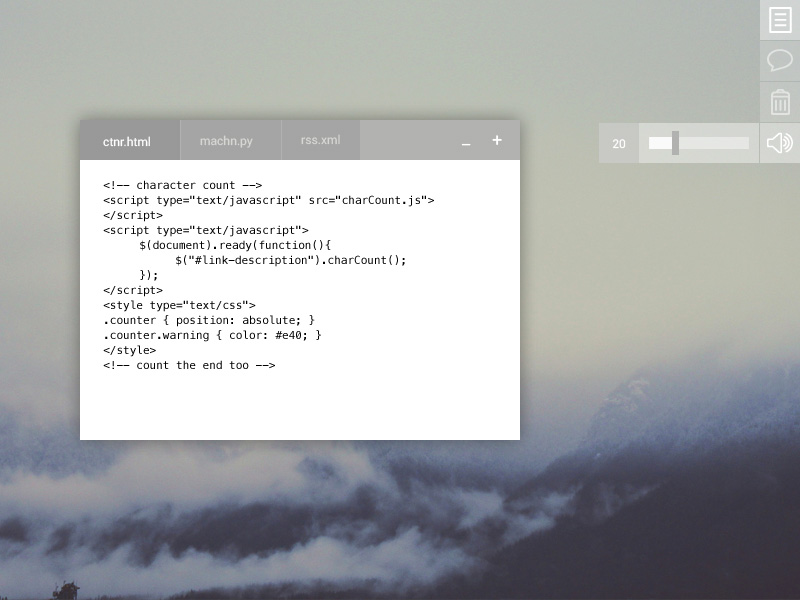 ctnr.html machn.py rss.xml
20
<!-- character count -->
<script type="text/javascript" src="charCount.js">
</script>
<script type="text/javascript">
$(document).ready(function(){
$("#link-description").charCount();
});
</script>
<style type="text/css">
.counter { position: absolute; }
.counter.warning { color: #e40; }
</style>
<!-- count the end too -->